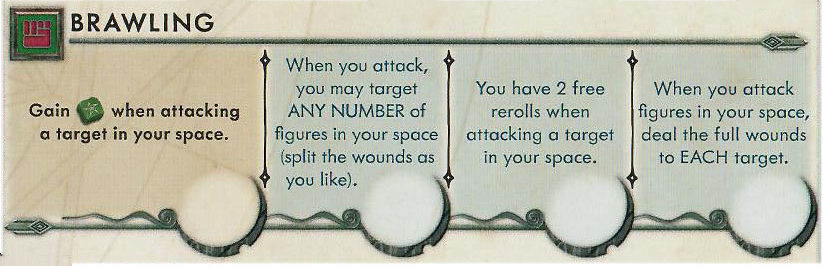 BRAWLING
Gain when attacking
a target in your space.
When you attack,
you may target
ANY NUMBER of
figures in your space
(split the wounds as
you like).
You have 2 free
rerolls when
attacking a target
in your space.
When you attack
figures in your space,
deal the full wounds
to EACH target.